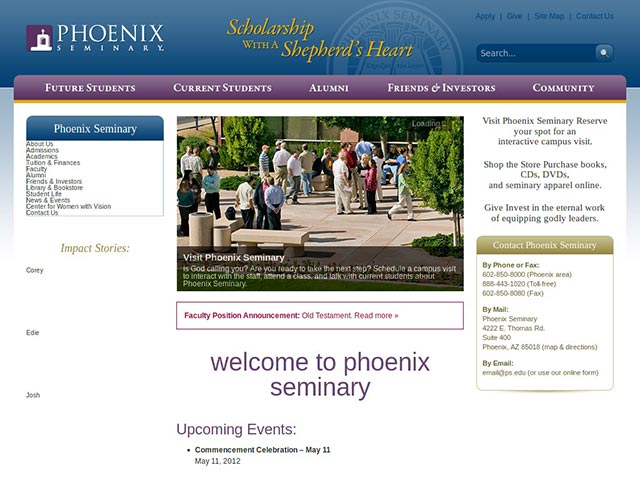 PHOENIX
SEMINARY
Scholarship
WITH A Shepherd's Heart
PHOENIX SEMINARY
Apply | Give | Site Map | Contact Us
Search...
FUTURE STUDENTS CURRENT STUDENTS ALUMNI FRIENDS & INVESTORS COMMUNITY
Phoenix Seminary
About Us
Admissions
Academics
Tuition & Finances
Faculty
Alumni
Friends & Investors
Library & Bookstore
Student Life
News & Events
Center for Women with Vision
Contact Us
Impact Stories:
Corey
Edie
Josh
Loading
Visit Phoenix Seminary
Is God calling you? Are you ready to take the next step? Schedule a campus visit
to interact with the staff, attend a class, and talk with current students about
Phoenix Seminary.
Faculty Position Announcement: Old Testament. Read more »
welcome to phoenix
seminary
Upcoming Events:
• Commencement Celebration – May 11
May 11, 2012
Visit Phoenix Seminary Reserve
your spot for an
interactive campus visit.
Shop the Store Purchase books,
CDs, DVDs,
and seminary apparel online.
Give Invest in the eternal work
of equipping godly leaders.
Contact Phoenix Seminary
By Phone or Fax:
602-850-8000 (Phoenix area)
888-443-1020 (Toll-free)
602-850-8080 (Fax)
By Mail:
Phoenix Seminary
4222 E. Thomas Rd.
Suite 400
Phoenix, AZ 85018 (map & directions)
By Email:
email@ps.edu (or use our online form)